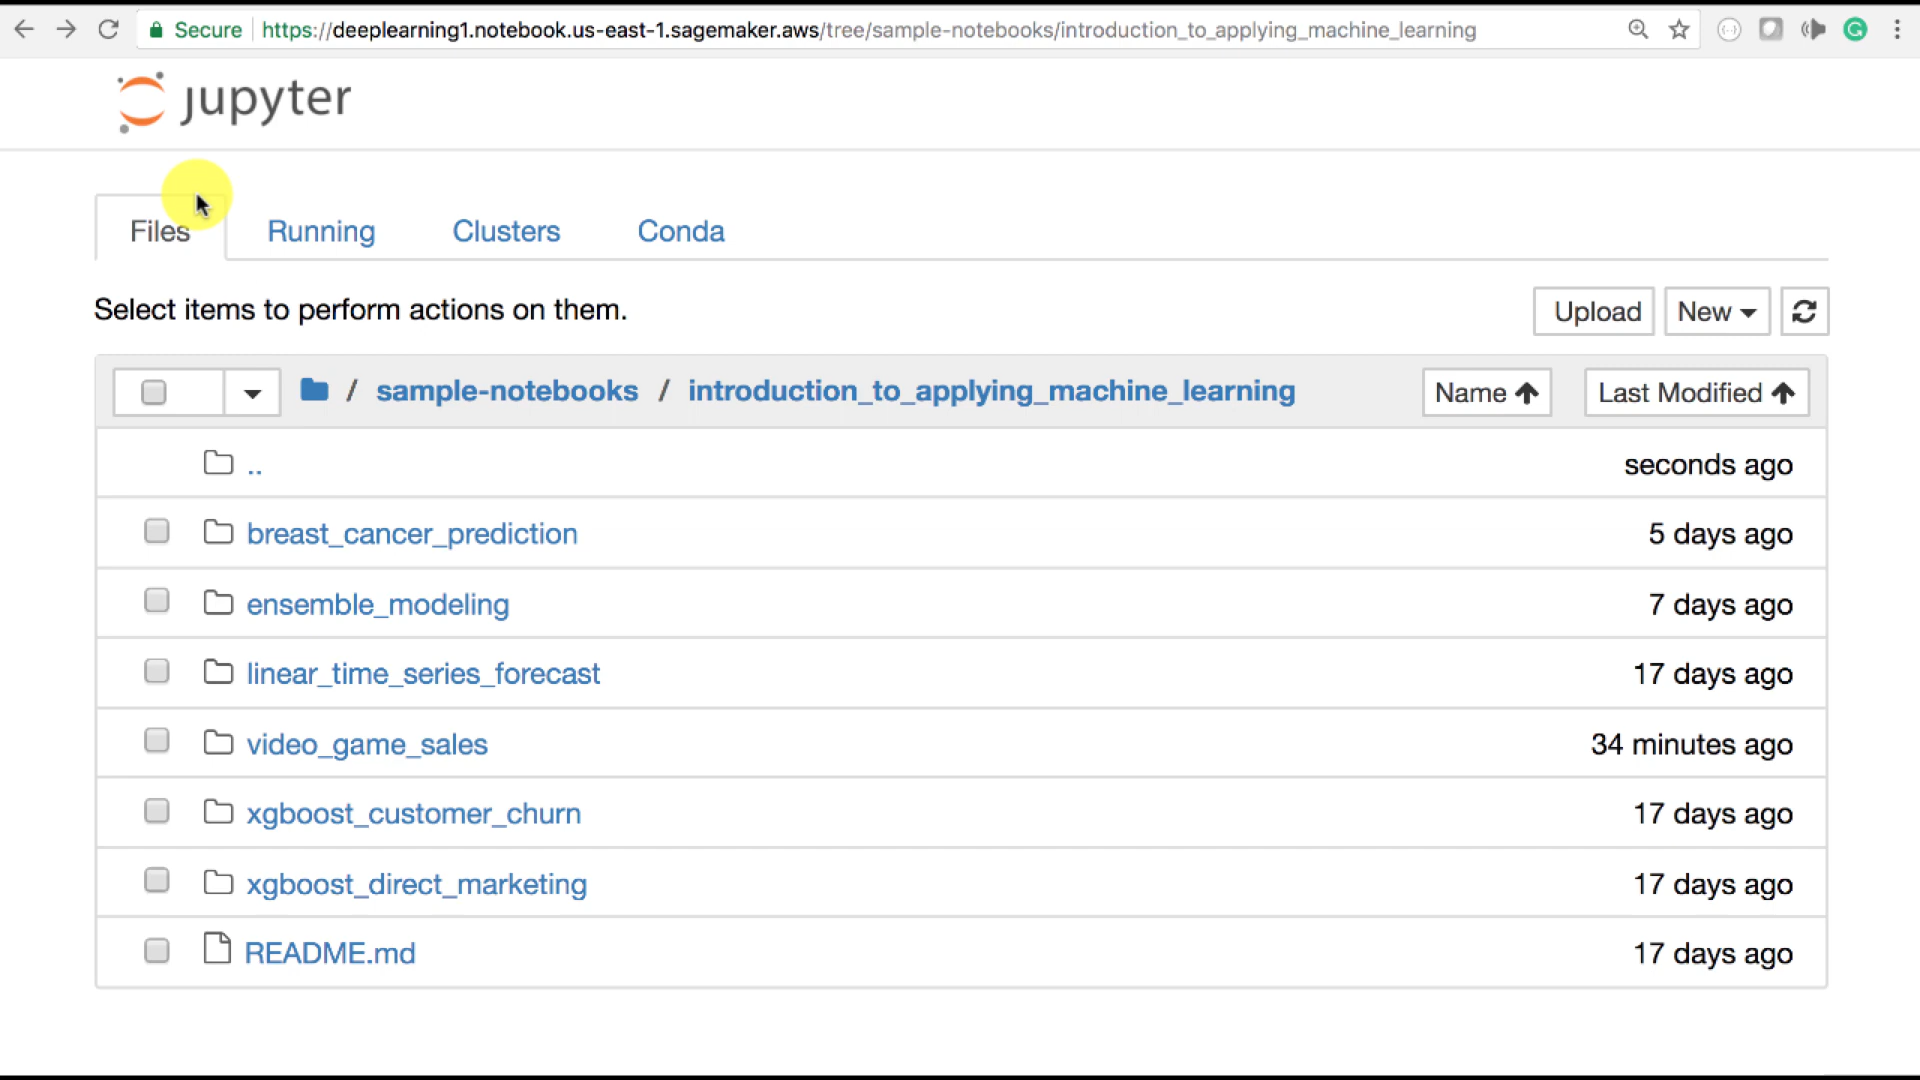 Secure https://deeplearning1.notebook.us-east-1.sagemaker.aws/tree/sample-notebooks/introduction_to_applying_machine_learning
jupyter
Files Running Clusters Conda
Select items to perform actions on them. Upload New
/ sample-notebooks / introduction_to_applying_machine_learning Name Last Modified
.. seconds ago
breast_cancer_prediction 5 days ago
ensemble_modeling 7 days ago
linear_time_series_forecast 17 days ago
video_game_sales 34 minutes ago
xgboost_customer_churn 17 days ago
xgboost_direct_marketing 17 days ago
README.md 17 days ago